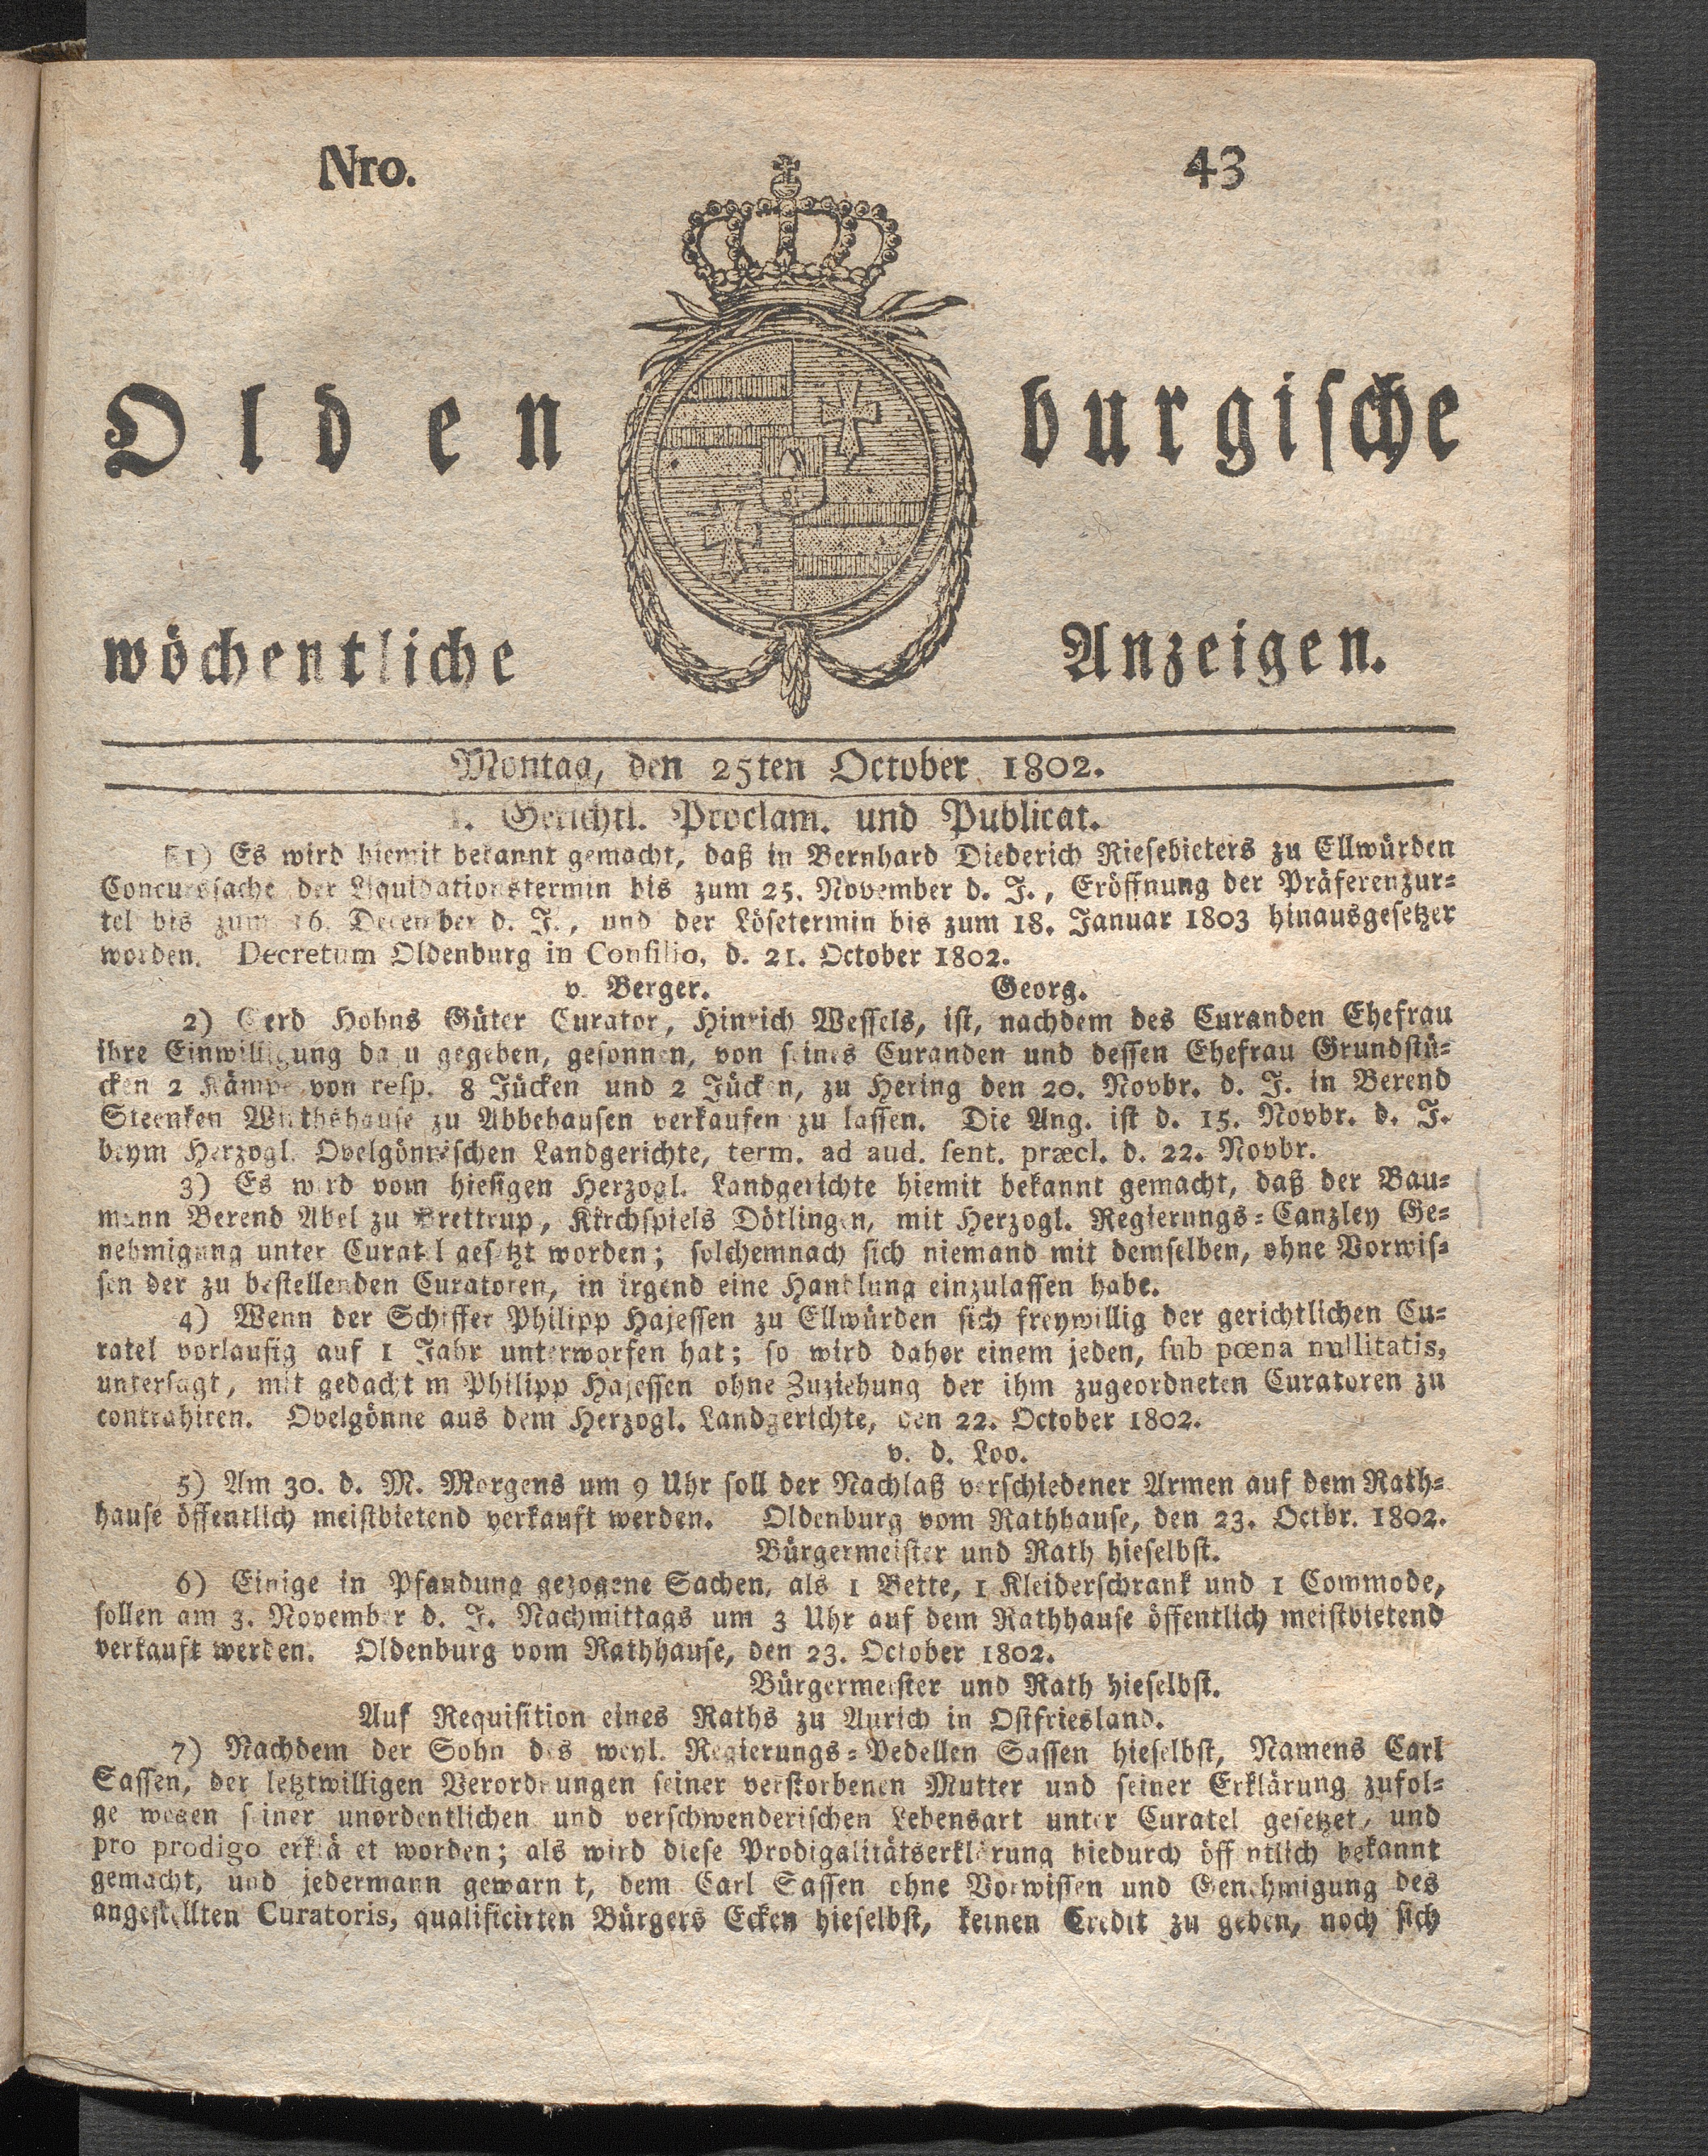 Nro. 43
Olden burgische
wöchentliche Anzeigen.
Montag, den 25ten October 1802.
I. Gerichtl. Proclam. und Publicat.
1) Es wird hiemit bekannt gemacht, daß in Bernhard Diederich Riesebieters zu Ellwürden
Concurssache der Liquidationstermin bis zum 25. November d. J., Eröffnung der Präferenzur-
tel bis zum 16. December d. J., und der Lösetermin bis zum 18. Januar 1803 hinausgesetzet
worden. Decretum Oldenburg in Consilio, d. 21. October 1802.
v. Berger. Georg.
2) Gerd Hohns Güter Curator, Hinrich Wessels, ist, nachdem des Curanden Ehefrau
ihre Einwilligung dazu gegeben, gesonnen, von seines Curanden und dessen Ehefrau Grundstü-
cken 2 Kämpe von resp. 8 Jücken und 2 Jücken, zu Hering den 20. Novbr. d. J. in Berend
Steenken Wirthshause zu Abbehausen verkaufen zu lassen. Die Ang. ist d. 15. Novbr. d. J.
beym Herzogl. Ovelgönneschen Landgerichte, term. ad aud. sent. præcl. d. 22. Novbr.
3) Es wird vom hiesigen Herzogl. Landgerichte hiemit bekannt gemacht, daß der Bau-
mann Berend Abel zu Brettrup, Kirchspiels Dötlingen, mit Herzogl. Regierungs-Canzley Ge-
nehmigung unter Curatel gesetzt worden; solchemnach sich niemand mit demselben, ohne Vorwis-
sen der zu bestellenden Curatoren, in irgend eine Handlung einzulassen habe.
4) Wenn der Schiffer Philipp Hajessen zu Ellwürden sich freywillig der gerichtlichen Cu-
ratel vorlaufig auf 1 Jahr unterworfen hat; so wird daher einem jeden, sub pœna nullitatis,
untersagt, mit gedachtem Philipp Hajessen ohne Zuziehung der ihm zugeordneten Curatoren zu
contrahiren. Ovelgönne aus dem Herzogl. Landgerichte, den 22. October 1802.
v. d. Loo.
5) Am 30. d. M. Morgens um 9 Uhr soll der Nachlaß verschiedener Armen auf dem Rath-
hause öffentlich meistbietend verkauft werden. Oldenburg vom Rathhause, den 23. Octbr. 1802.
Bürgermeister und Rath hieselbst.
6) Einige in Pfandung gezogene Sachen, als 1 Bette, 1 Kleiderschrank und 1 Commode,
sollen am 3. November d. J. Nachmittags um 3 Uhr auf dem Rathhause öffentlich meistbietend
verkauft werden. Oldenburg vom Rathhause, den 23. October 1802.
Bürgermeister und Rath hieselbst.
Auf Requisition eines Raths zu Aurich in Ostfriesland.
7) Nachdem der Sohn des weyl. Regierungs-Pedellen Sassen hieselbst, Namens Carl
Sassen, der letztwilligen Verordnungen seiner verstorbenen Mutter und seiner Erklärung zufol-
ge wegen seiner unordentlichen und verschwenderischen Lebensart unter Curatel gesetzet, und
pro prodigo erkläret worden; als wird diese Prodigalitätserklärung hiedurch öffentlich bekannt
gemacht, und jedermann gewarnt, dem Carl Sassen ohne Vorwissen und Genehmigung des
angestellten Curatoris, qualificirten Bürgers Ecken hieselbst, keinen Credit zu geben, noch sich